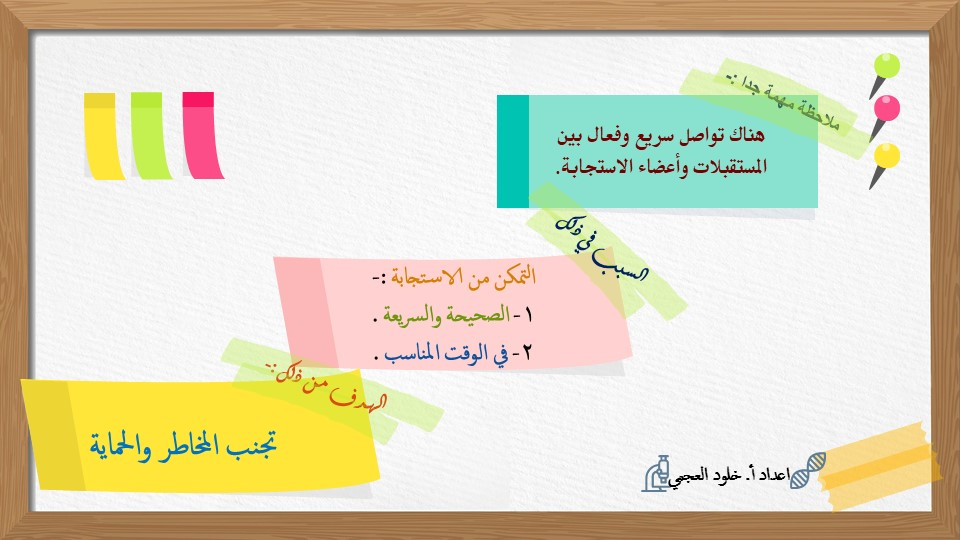 ملاحظة مهمة جدا :-
هناك تواصل سريع وفعال بين
المستقبلات وأعضاء الاستجابة.
السبب في ذلك
التمكن من الاستجابة :-
١- الصحيحة والسريعة .
٢- في الوقت المناسب .
الهدف من ذلك:-
تجنب المخاطر والحماية
اعداد أ. خلود العجمي